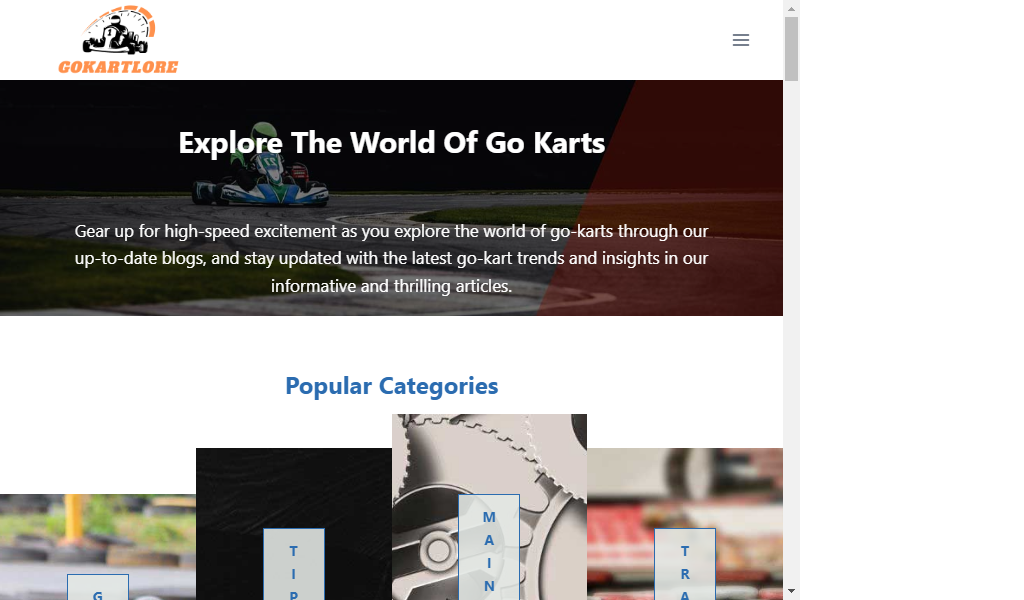 GOKARTLORE
Explore The World Of Go Karts
Gear up for high-speed excitement as you explore the world of go-karts through our
up-to-date blogs, and stay updated with the latest go-kart trends and insights in our
informative and thrilling articles.
Popular Categories
G
T
I
P
M
A
I
N
T
R
A